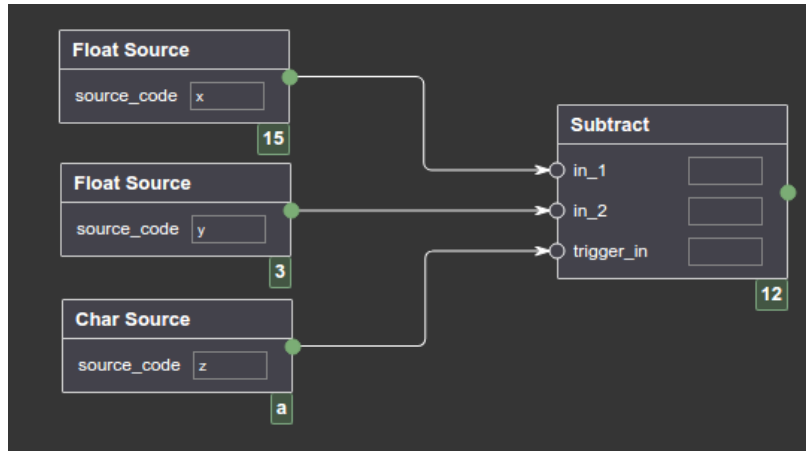 Float Source
source_code x
15
Float Source
source_code y
3
Char Source
source_code z
a
Subtract
in_1
in_2
trigger_in
12